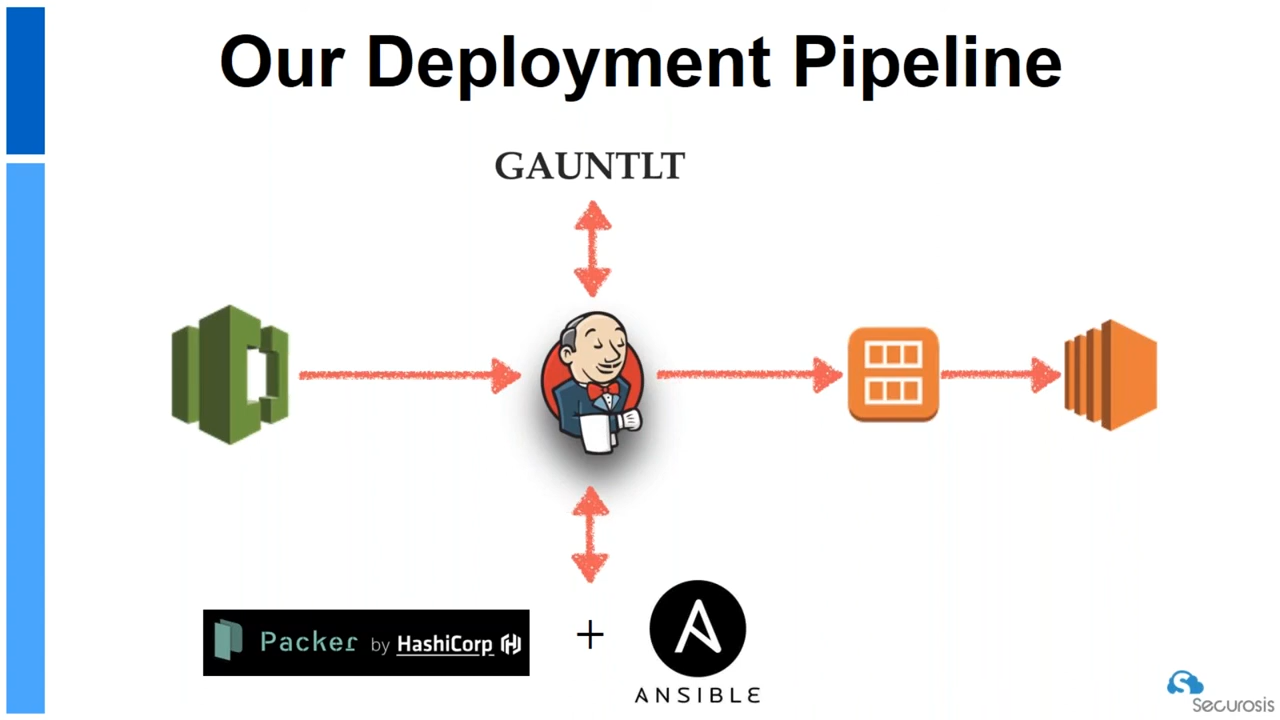 Our Deployment Pipeline
GAUNTLT
Packer by HashiCorp
+
ANSIBLE
Securosis